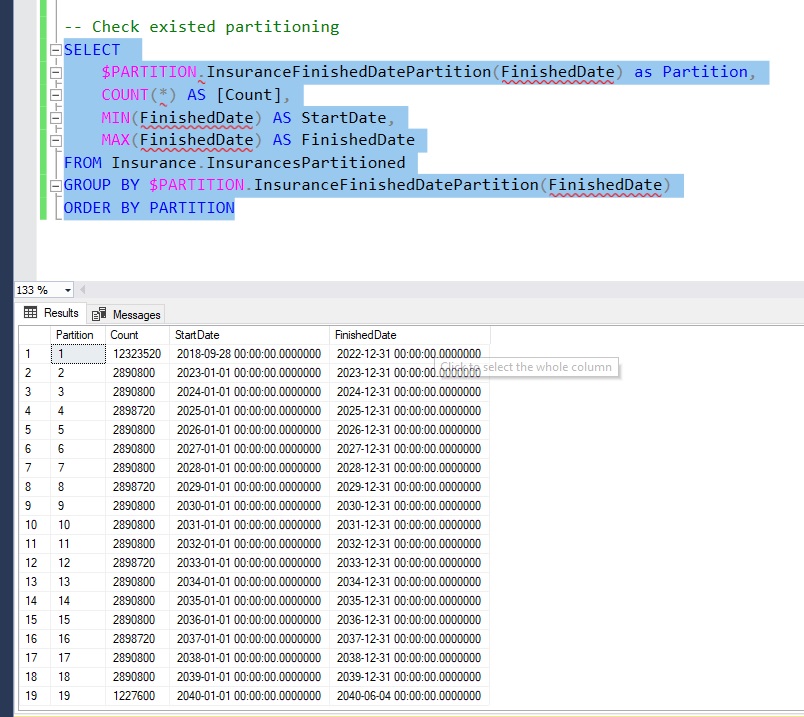 -- Check existed partitioning
SELECT
$PARTITION.InsuranceFinishedDatePartition(FinishedDate) as Partition,
COUNT(*) AS [Count],
MIN(FinishedDate) AS StartDate,
MAX(FinishedDate) AS FinishedDate
FROM Insurance.InsurancesPartitioned
GROUP BY $PARTITION.InsuranceFinishedDatePartition(FinishedDate)
ORDER BY PARTITION
133 %
Results Messages
Partition Count StartDate FinishedDate
1 1 12323520 2018-09-28 00:00:00.0000000 2022-12-31 00:00:00.0000000
Click to select the whole column
2 2 2890800 2023-01-01 00:00:00.0000000 2023-12-31 00:00:00.0000000
3 3 2890800 2024-01-01 00:00:00.0000000 2024-12-31 00:00:00.0000000
4 4 2898720 2025-01-01 00:00:00.0000000 2025-12-31 00:00:00.0000000
5 5 2890800 2026-01-01 00:00:00.0000000 2026-12-31 00:00:00.0000000
6 6 2890800 2027-01-01 00:00:00.0000000 2027-12-31 00:00:00.0000000
7 7 2890800 2028-01-01 00:00:00.0000000 2028-12-31 00:00:00.0000000
8 8 2898720 2029-01-01 00:00:00.0000000 2029-12-31 00:00:00.0000000
9 9 2890800 2030-01-01 00:00:00.0000000 2030-12-31 00:00:00.0000000
10 10 2890800 2031-01-01 00:00:00.0000000 2031-12-31 00:00:00.0000000
11 11 2890800 2032-01-01 00:00:00.0000000 2032-12-31 00:00:00.0000000
12 12 2898720 2033-01-01 00:00:00.0000000 2033-12-31 00:00:00.0000000
13 13 2890800 2034-01-01 00:00:00.0000000 2034-12-31 00:00:00.0000000
14 14 2890800 2035-01-01 00:00:00.0000000 2035-12-31 00:00:00.0000000
15 15 2890800 2036-01-01 00:00:00.0000000 2036-12-31 00:00:00.0000000
16 16 2898720 2037-01-01 00:00:00.0000000 2037-12-31 00:00:00.0000000
17 17 2890800 2038-01-01 00:00:00.0000000 2038-12-31 00:00:00.0000000
18 18 2890800 2039-01-01 00:00:00.0000000 2039-12-31 00:00:00.0000000
19 19 1227600 2040-01-01 00:00:00.0000000 2040-06-04 00:00:00.0000000